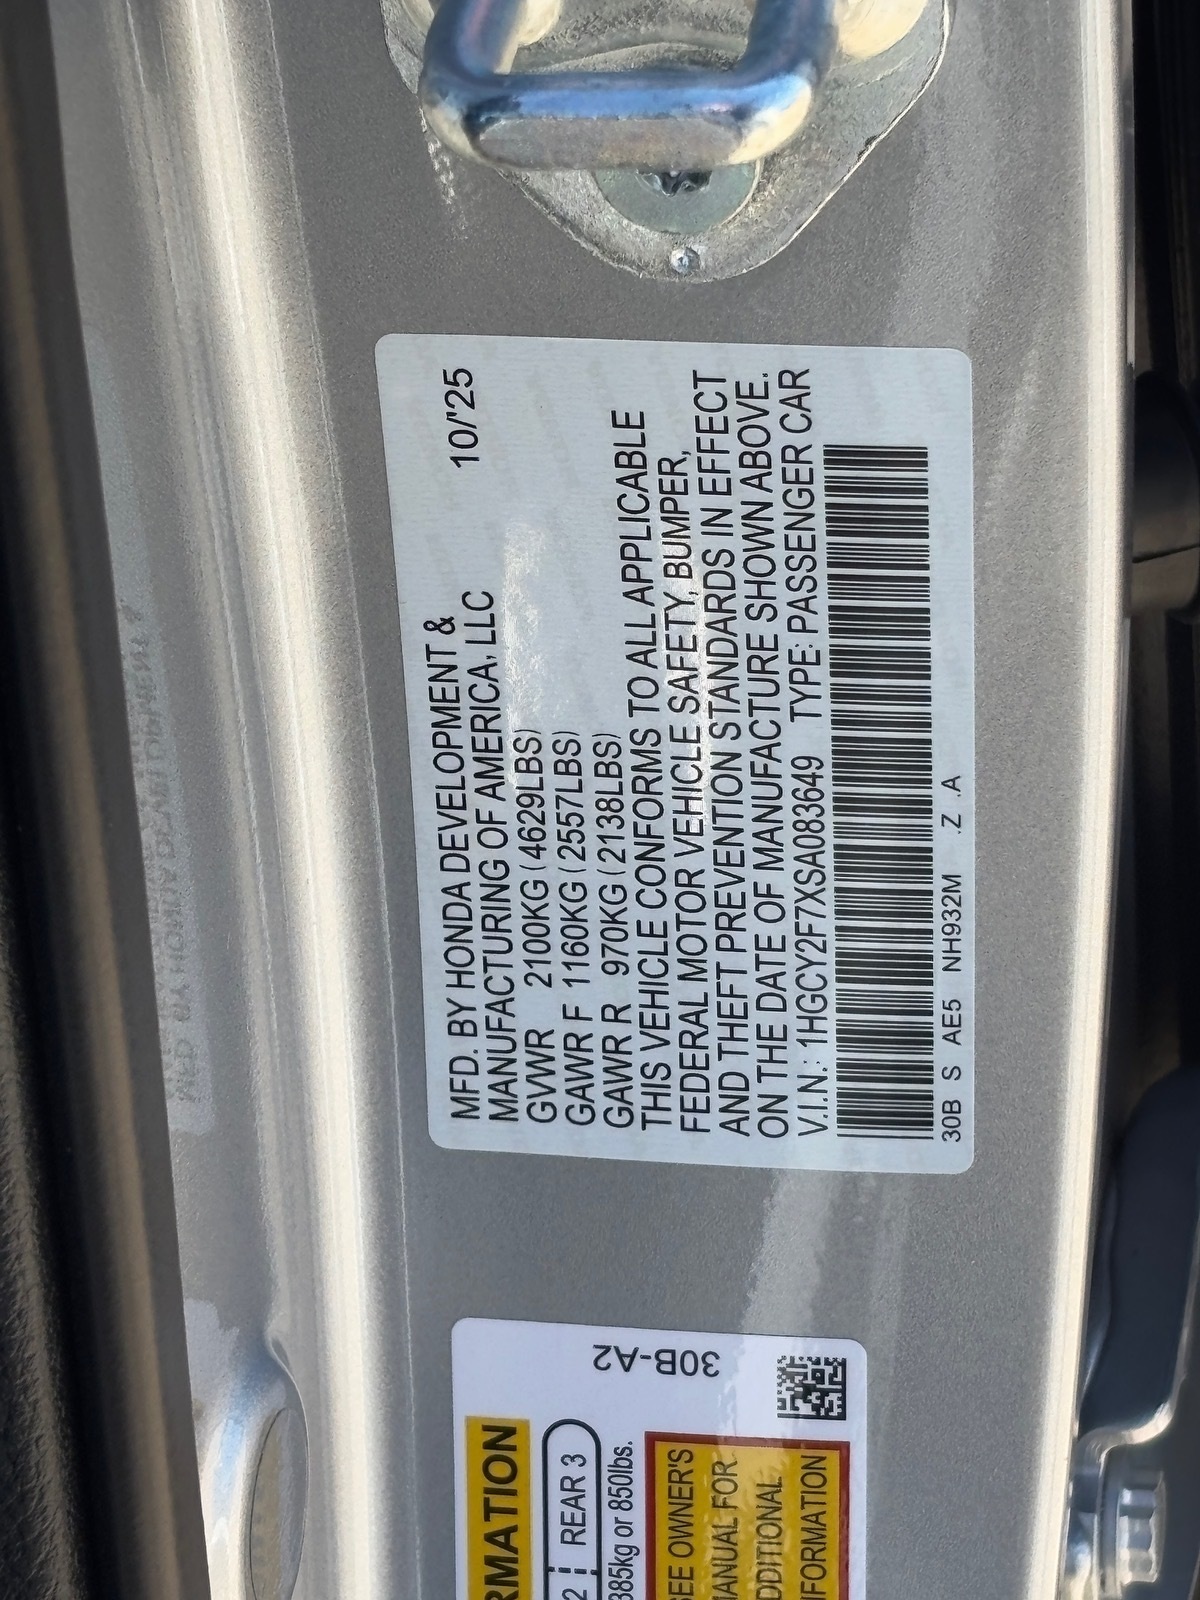 MFD. BY HONDA DEVELOPMENT &
MANUFACTURING OF AMERICA, LLC 10/'25
GVWR 2100KG (4629LBS)
GAWR F 1160KG (2557LBS)
GAWR R 970KG (2138LBS)
THIS VEHICLE CONFORMS TO ALL APPLICABLE
FEDERAL MOTOR VEHICLE SAFETY, BUMPER,
AND THEFT PREVENTION STANDARDS IN EFFECT
ON THE DATE OF MANUFACTURE SHOWN ABOVE.
V.I.N.: 1HGCY2F7XSA083649 TYPE: PASSENGER CAR
30B S AE5 NH932M .Z .A
30B-A2
RMATION
2 REAR 3
385kg or 850lbs.
SEE OWNER'S
MANUAL FOR
ADDITIONAL
INFORMATION